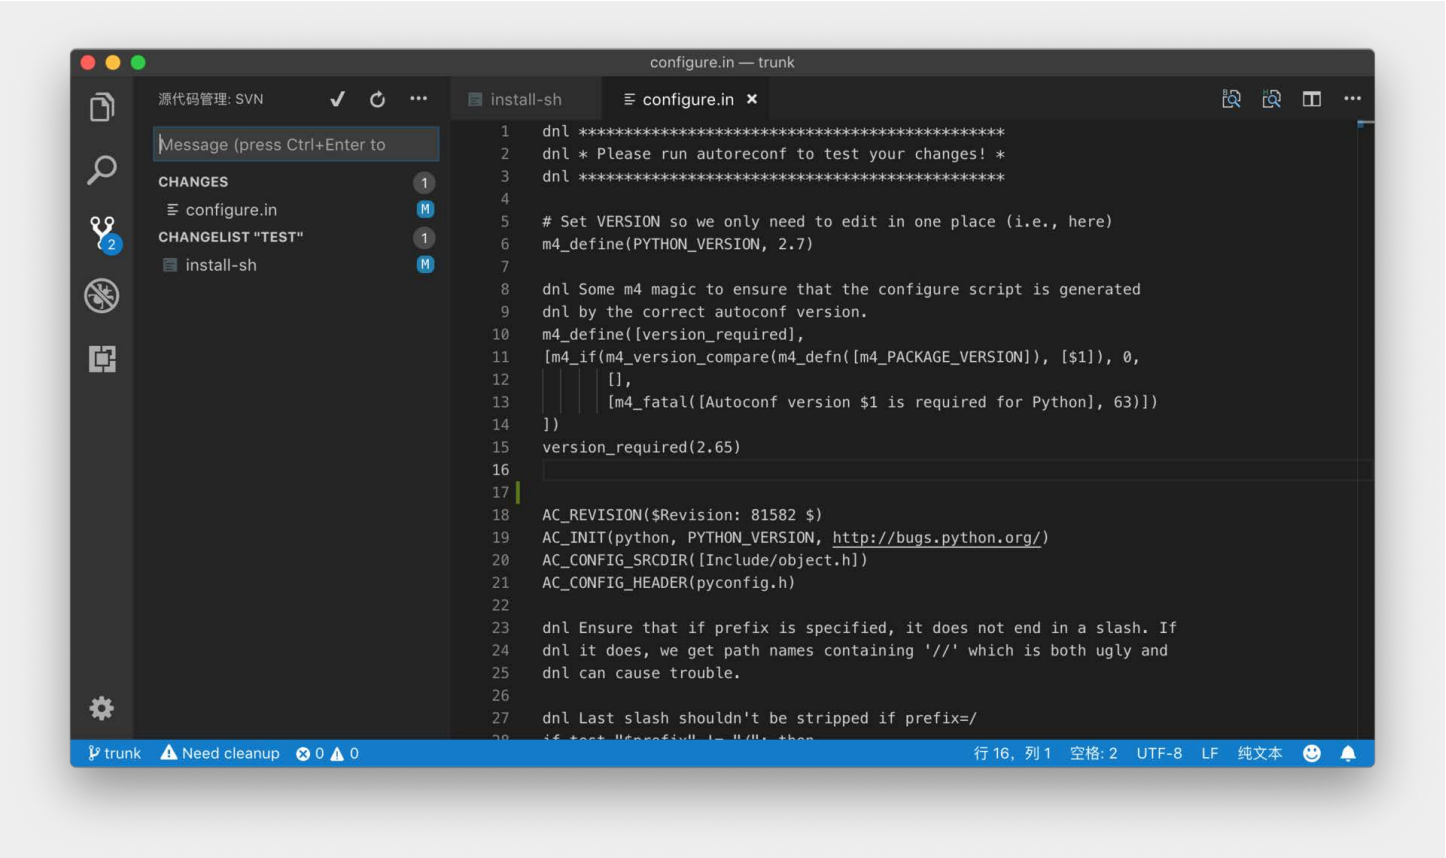 configure.in — trunk
源代码管理: SVN
install-sh
configure.in
Message (press Ctrl+Enter to
CHANGES 1
configure.in M
CHANGELIST "TEST" 1
install-sh M
2
1 dnl ***********************************************
2 dnl * Please run autoreconf to test your changes! *
3 dnl ***********************************************
4
5 # Set VERSION so we only need to edit in one place (i.e., here)
6 m4_define(PYTHON_VERSION, 2.7)
7
8 dnl Some m4 magic to ensure that the configure script is generated
9 dnl by the correct autoconf version.
10 m4_define([version_required],
11 [m4_if(m4_version_compare(m4_defn([m4_PACKAGE_VERSION]), [$1]), 0,
12 [],
13 [m4_fatal([Autoconf version $1 is required for Python], 63)])
14 ])
15 version_required(2.65)
16
17
18 AC_REVISION($Revision: 81582 $)
19 AC_INIT(python, PYTHON_VERSION, http://bugs.python.org/)
20 AC_CONFIG_SRCDIR([Include/object.h])
21 AC_CONFIG_HEADER(pyconfig.h)
22
23 dnl Ensure that if prefix is specified, it does not end in a slash. If
24 dnl it does, we get path names containing '//' which is both ugly and
25 dnl can cause trouble.
26
27 dnl Last slash shouldn't be stripped if prefix=/
28 if test "$prefix" != "/"; then
trunk Need cleanup 0 0 行 16，列 1 空格: 2 UTF-8 LF 纯文本